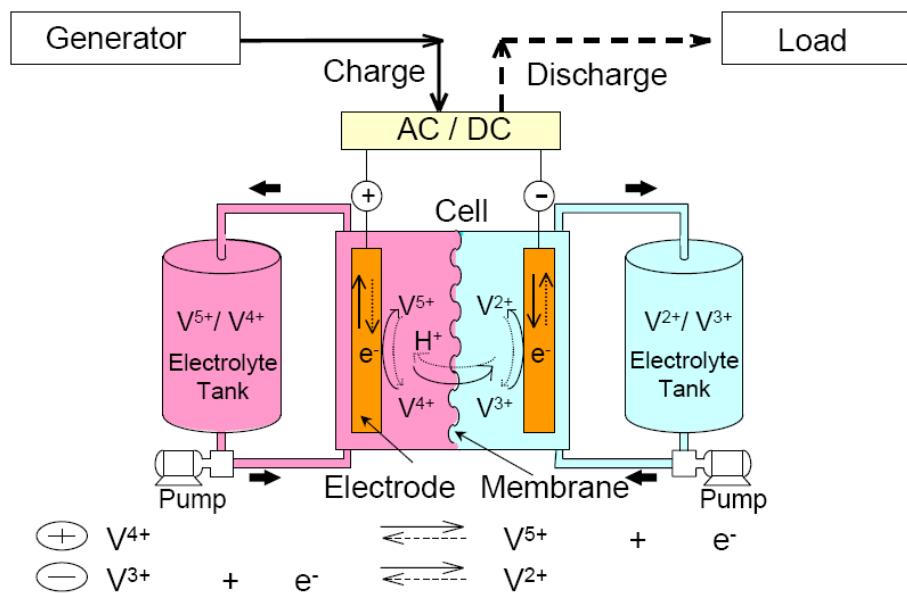 Generator
Load
Charge
Discharge
AC / DC
+
-
Cell
V⁵⁺/ V⁴⁺
Electrolyte
Tank
V⁵⁺
H⁺
e⁻
V⁴⁺
V²⁺
e⁻
V³⁺
V²⁺/ V³⁺
Electrolyte
Tank
Pump
Electrode
Membrane
Pump
+ V⁴⁺ V⁵⁺ + e⁻
- V³⁺ + e⁻ V²⁺